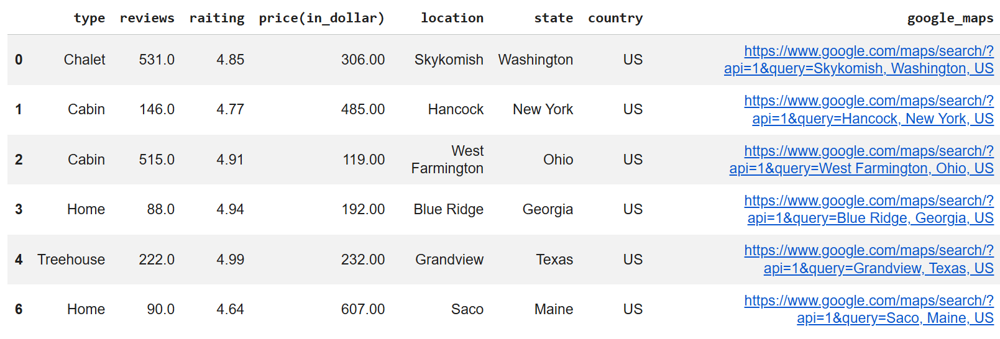 type reviews raiting price(in_dollar) location state country google_maps
0 Chalet 531.0 4.85 306.00 Skykomish Washington US https://www.google.com/maps/search/?
api=1&query=Skykomish, Washington, US
1 Cabin 146.0 4.77 485.00 Hancock New York US https://www.google.com/maps/search/?
api=1&query=Hancock, New York, US
2 Cabin 515.0 4.91 119.00 West Farmington Ohio US https://www.google.com/maps/search/?
api=1&query=West Farmington, Ohio, US
3 Home 88.0 4.94 192.00 Blue Ridge Georgia US https://www.google.com/maps/search/?
api=1&query=Blue Ridge, Georgia, US
4 Treehouse 222.0 4.99 232.00 Grandview Texas US https://www.google.com/maps/search/?
api=1&query=Grandview, Texas, US
6 Home 90.0 4.64 607.00 Saco Maine US https://www.google.com/maps/search/?
api=1&query=Saco, Maine, US